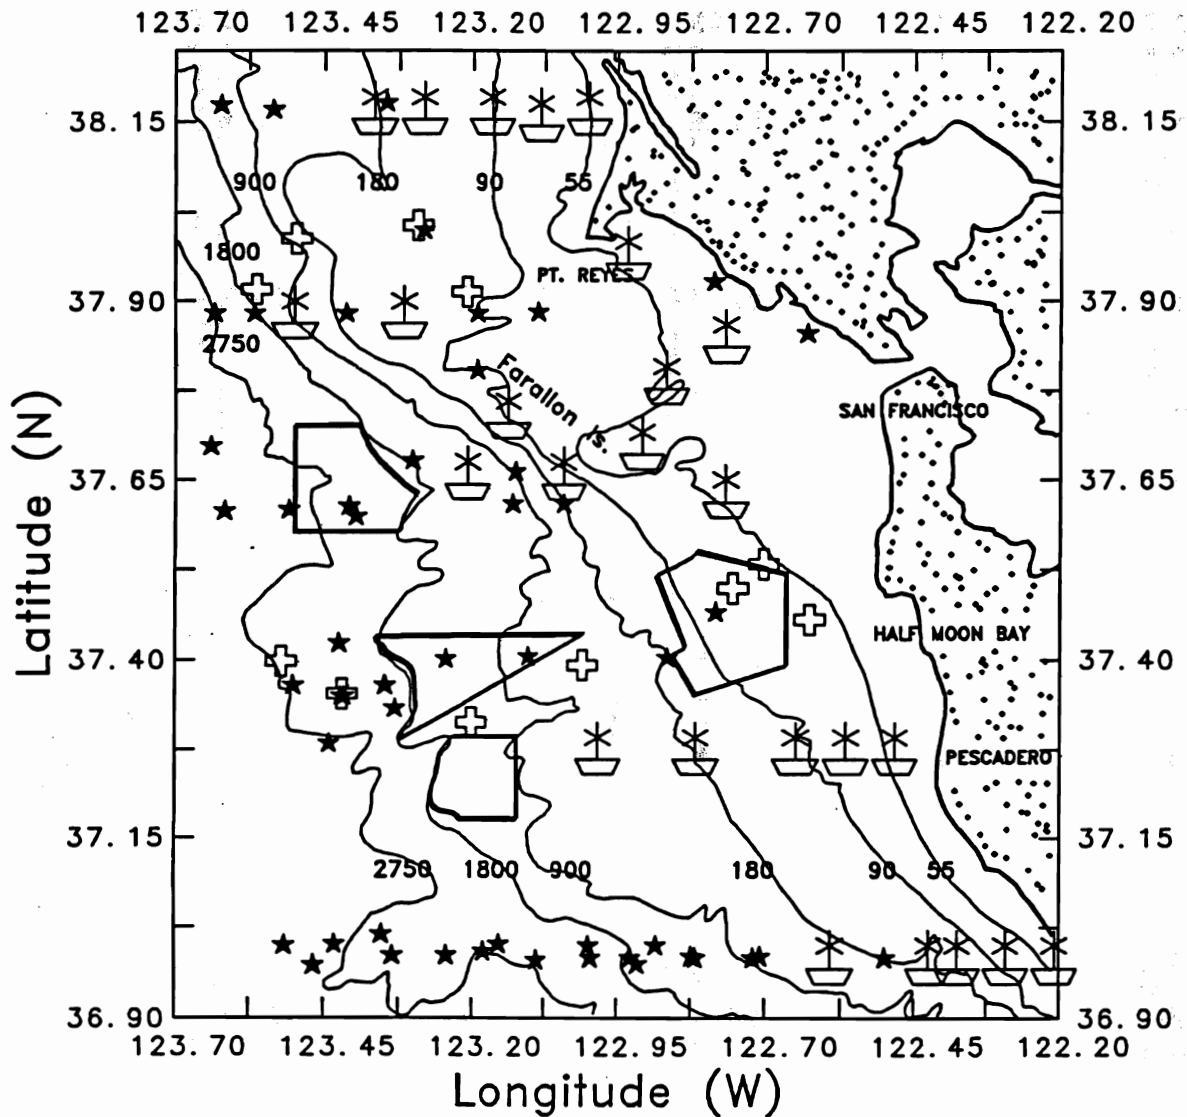 123.70 123.45 123.20 122.95 122.70 122.45 122.20
38.15 38.15
900 180 90 55
1800
PT. REYES
37.90 37.90
2750
Farallon Is.
SAN FRANCISCO
37.65 37.65
HALF MOON BAY
37.40 37.40
PESCADERO
37.15 37.15
2750 1800 900 180 90 55
36.90 36.90
123.70 123.45 123.20 122.95 122.70 122.45 122.20
Longitude (W)
Latitude (N)